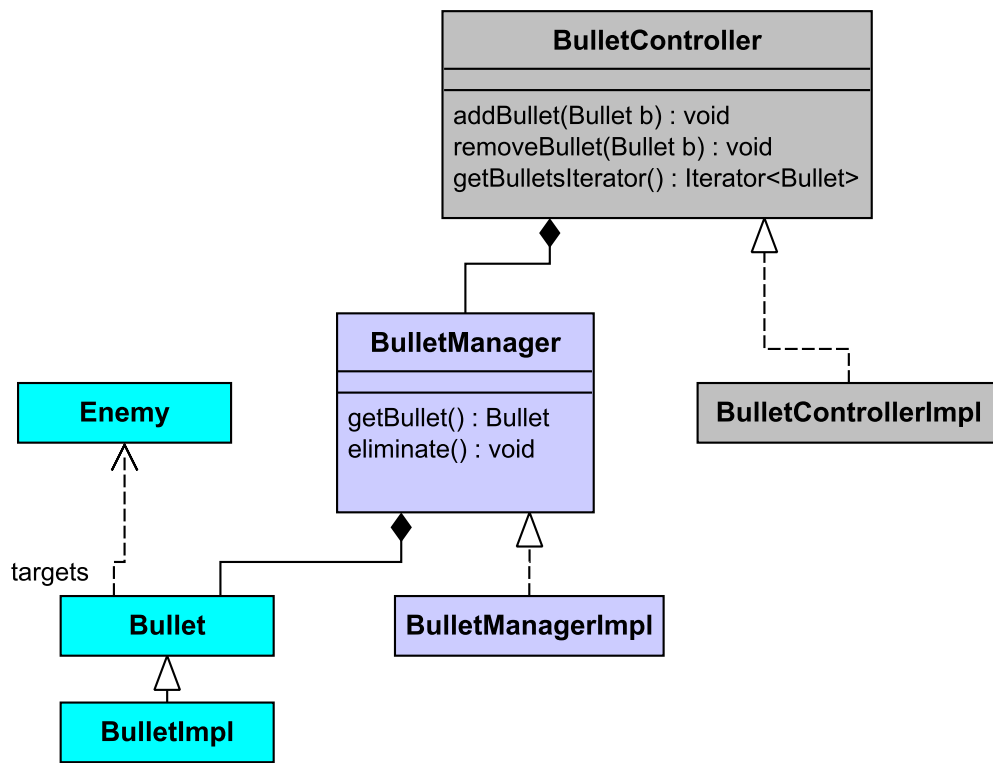 BulletController
addBullet(Bullet b) : void
removeBullet(Bullet b) : void
getBulletsIterator() : Iterator<Bullet>
BulletManager
getBullet() : Bullet
eliminate() : void
Enemy
BulletControllerImpl
targets
Bullet
BulletManagerImpl
BulletImpl